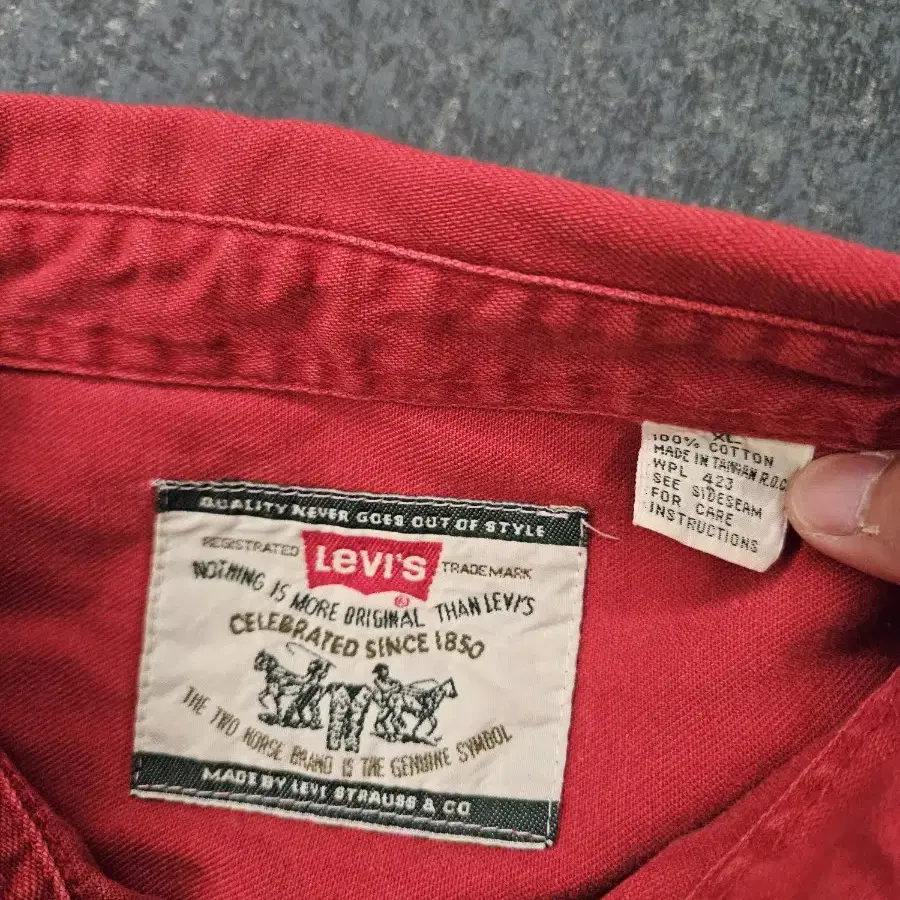 QUALITY NEVER GOES OUT OF STYLE
REGISTRATED LEVI'S ® TRADEMARK
NOTHING IS MORE ORIGINAL THAN LEVI'S
CELEBRATED SINCE 1850
THE TWO HORSE BRAND IS THE GENUINE SYMBOL
MADE BY LEVI STRAUSS & CO
XL
100% COTTON
MADE IN TAIWAN R.O.C
WPL 423
SEE SIDESEAM
FOR CARE
INSTRUCTIONS